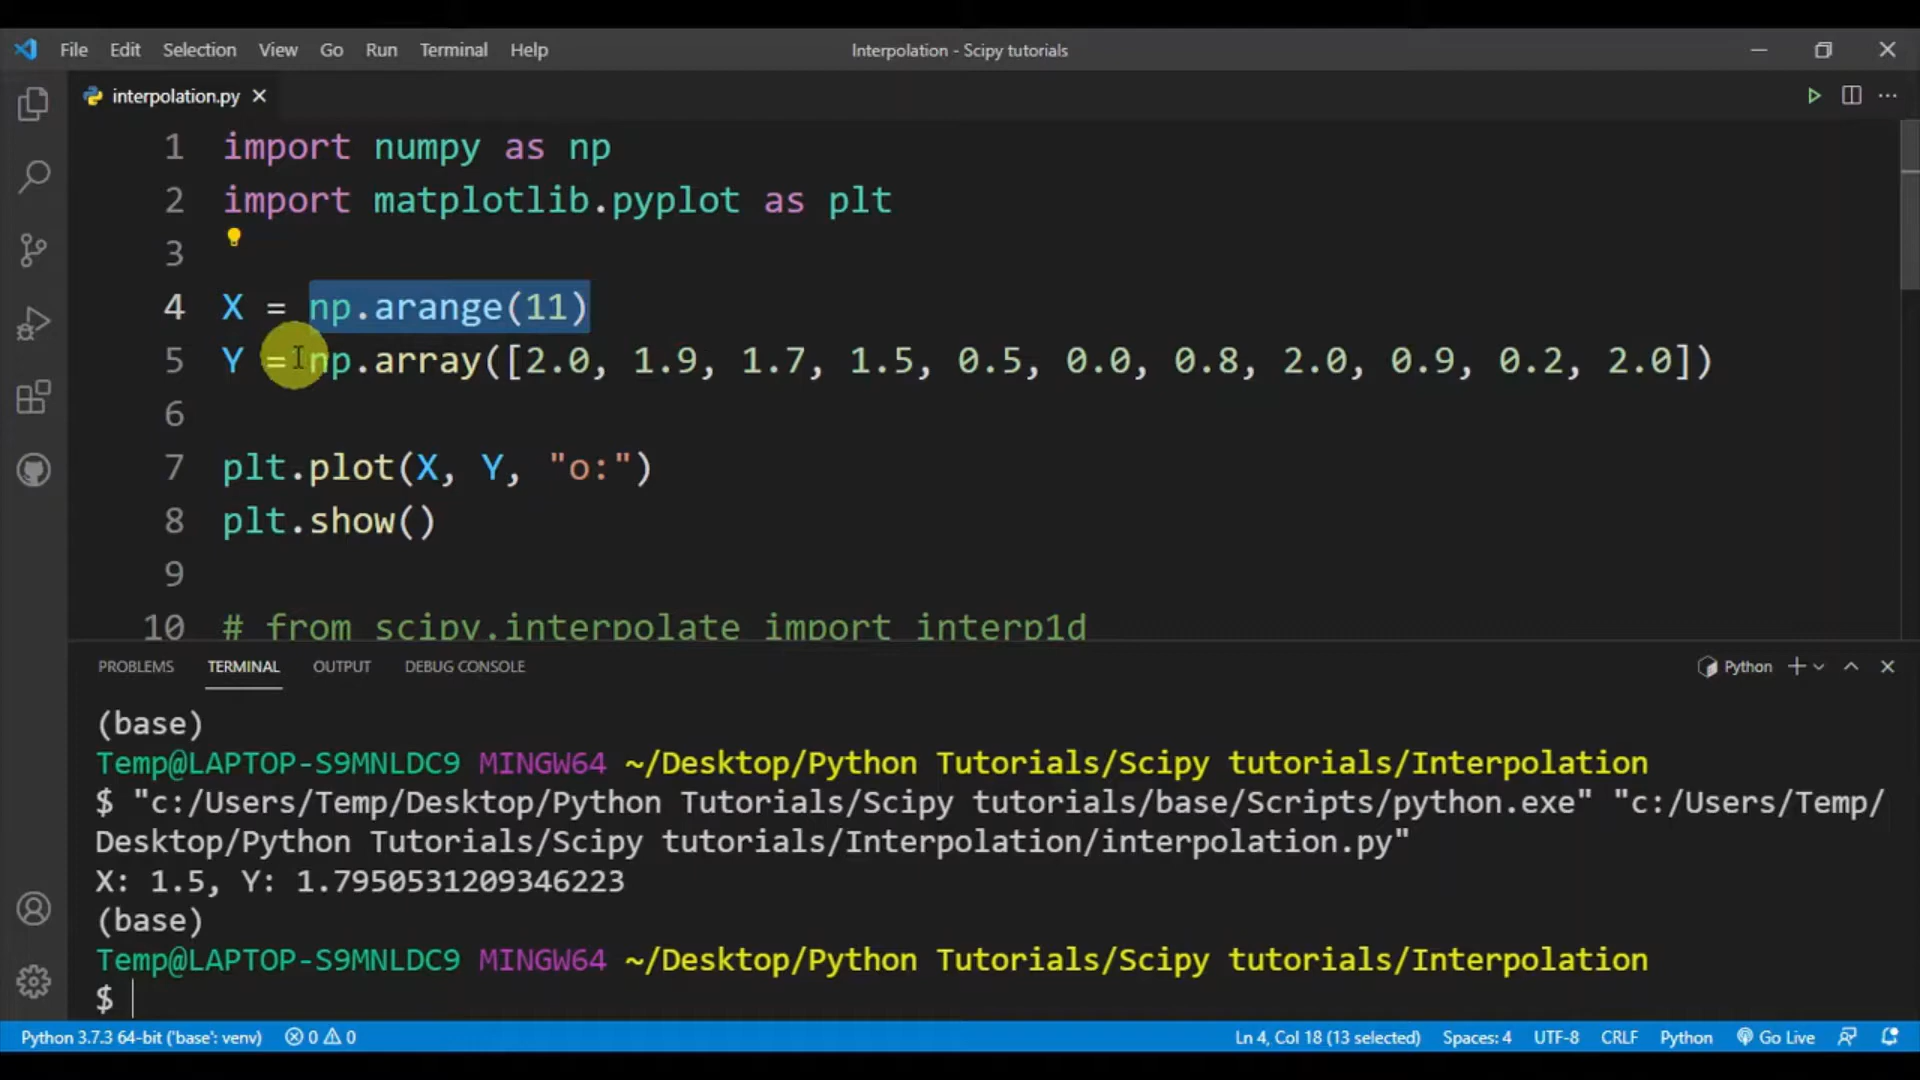 File Edit Selection View Go Run Terminal Help
Interpolation - Scipy tutorials
interpolation.py
1 import numpy as np
2 import matplotlib.pyplot as plt
3
4 X = np.arange(11)
5 Y = np.array([2.0, 1.9, 1.7, 1.5, 0.5, 0.0, 0.8, 2.0, 0.9, 0.2, 2.0])
6
7 plt.plot(X, Y, "o:")
8 plt.show()
9
10 # from scipy.interpolate import interp1d
PROBLEMS TERMINAL OUTPUT DEBUG CONSOLE
Python
(base)
Temp@LAPTOP-S9MNLDC9 MINGW64 ~/Desktop/Python Tutorials/Scipy tutorials/Interpolation
$ "c:/Users/Temp/Desktop/Python Tutorials/Scipy tutorials/base/Scripts/python.exe" "c:/Users/Temp/
Desktop/Python Tutorials/Scipy tutorials/Interpolation/interpolation.py"
X: 1.5, Y: 1.7950531209346223
(base)
Temp@LAPTOP-S9MNLDC9 MINGW64 ~/Desktop/Python Tutorials/Scipy tutorials/Interpolation
$
Python 3.7.3 64-bit ('base': venv) 0 0 Ln 4, Col 18 (13 selected) Spaces: 4 UTF-8 CRLF Python Go Live